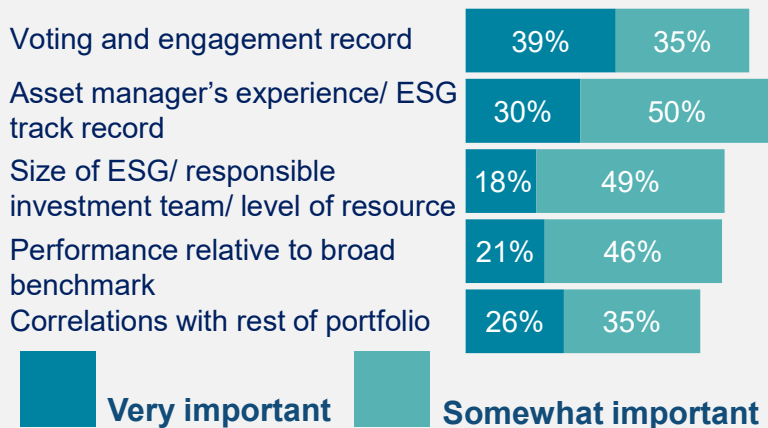 Voting and engagement record 39% 35%
Asset manager's experience/ ESG
track record 30% 50%
Size of ESG/ responsible
investment team/ level of resource 18% 49%
Performance relative to broad
benchmark 21% 46%
Correlations with rest of portfolio 26% 35%
Very important Somewhat important